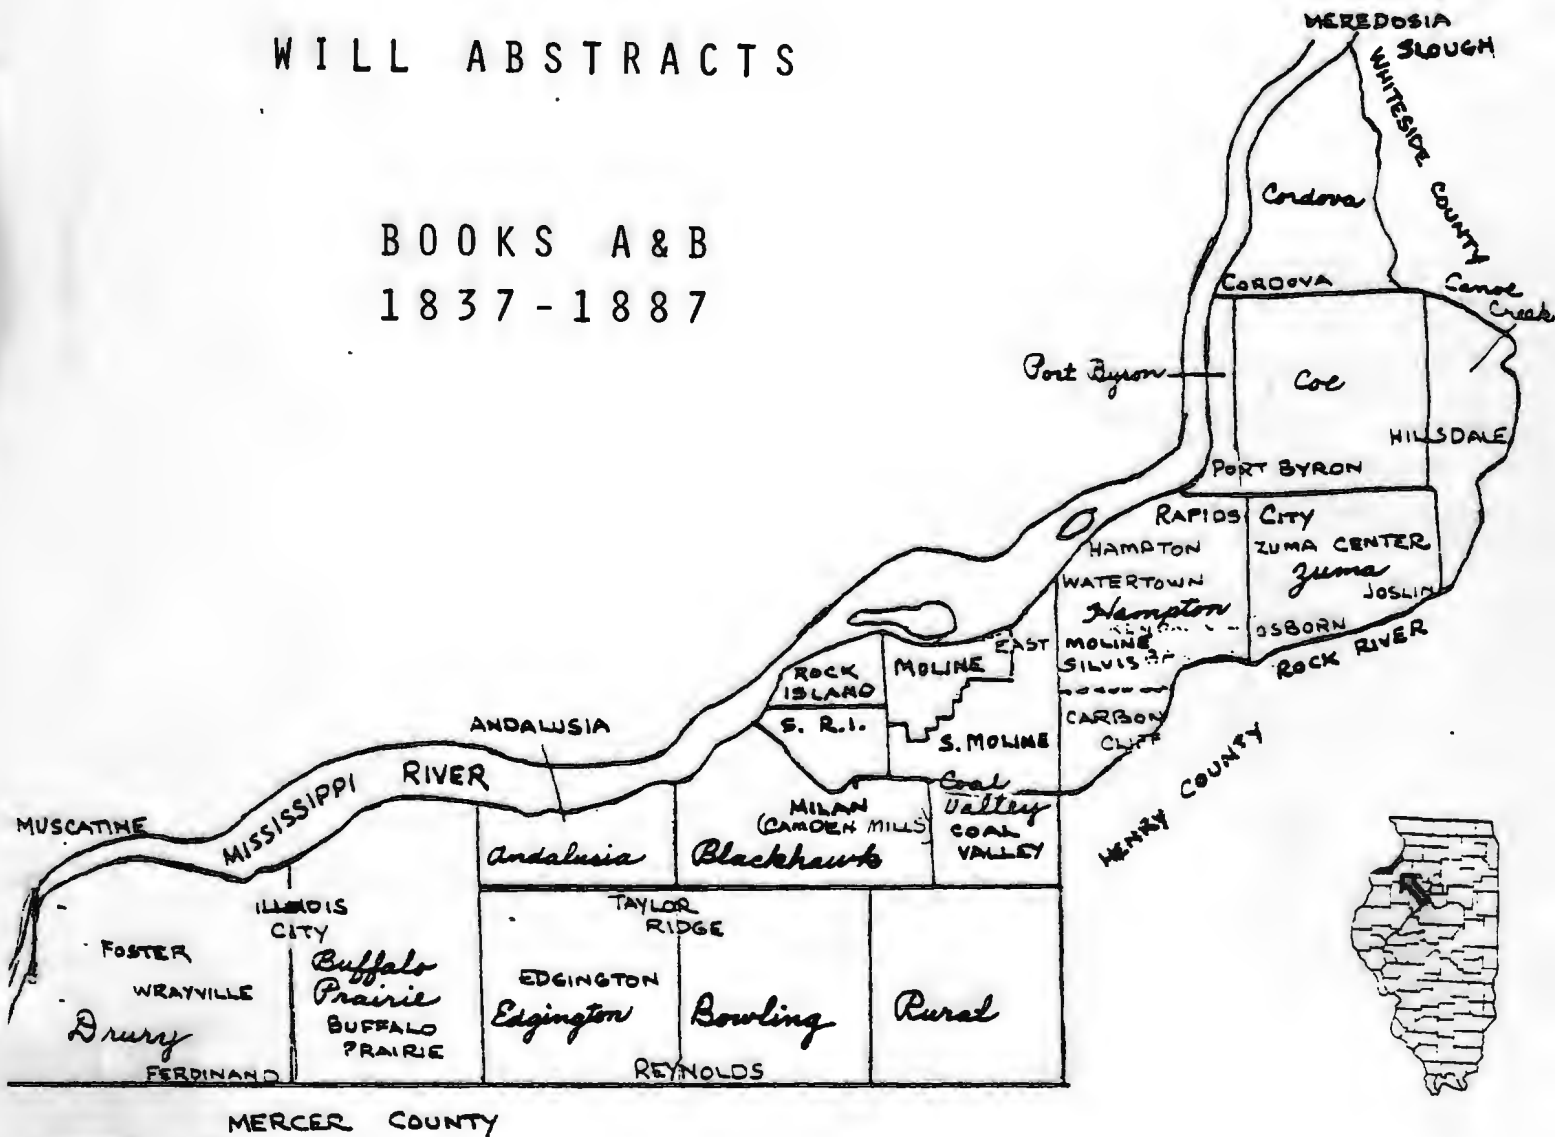 WILL ABSTRACTS
BOOKS A & B
1837-1887
MEREDOSIA
SLOUGH
WHITESIDE COUNTY
Cordova
CORDOVA
Canoe
Creek
Port Byron
Coe
HILLSDALE
PORT BYRON
RAPIDS CITY
HAMPTON
ZUMA CENTER
Zuma
WATERTOWN
JOSLIN
Hampton
OSBORN
ROCK RIVER
EAST MOLINE
SILVIS
MOLINE
ROCK
ISLAND
S. R. I.
S. MOLINE
CARBON
CLIFF
HENRY COUNTY
ANDALUSIA
MISSISSIPPI RIVER
MUSCATINE
Coal
Valley
COAL
VALLEY
MILAN
(CAMDEN MILLS)
Blackhawk
Andalusia
ILLINOIS
CITY
TAYLOR
RIDGE
FOSTER
WRAYVILLE
Drury
FERDINAND
Buffalo
Prairie
BUFFALO
PRAIRIE
EDGINGTON
Edgington
Bowling
Rural
REYNOLDS
MERCER COUNTY